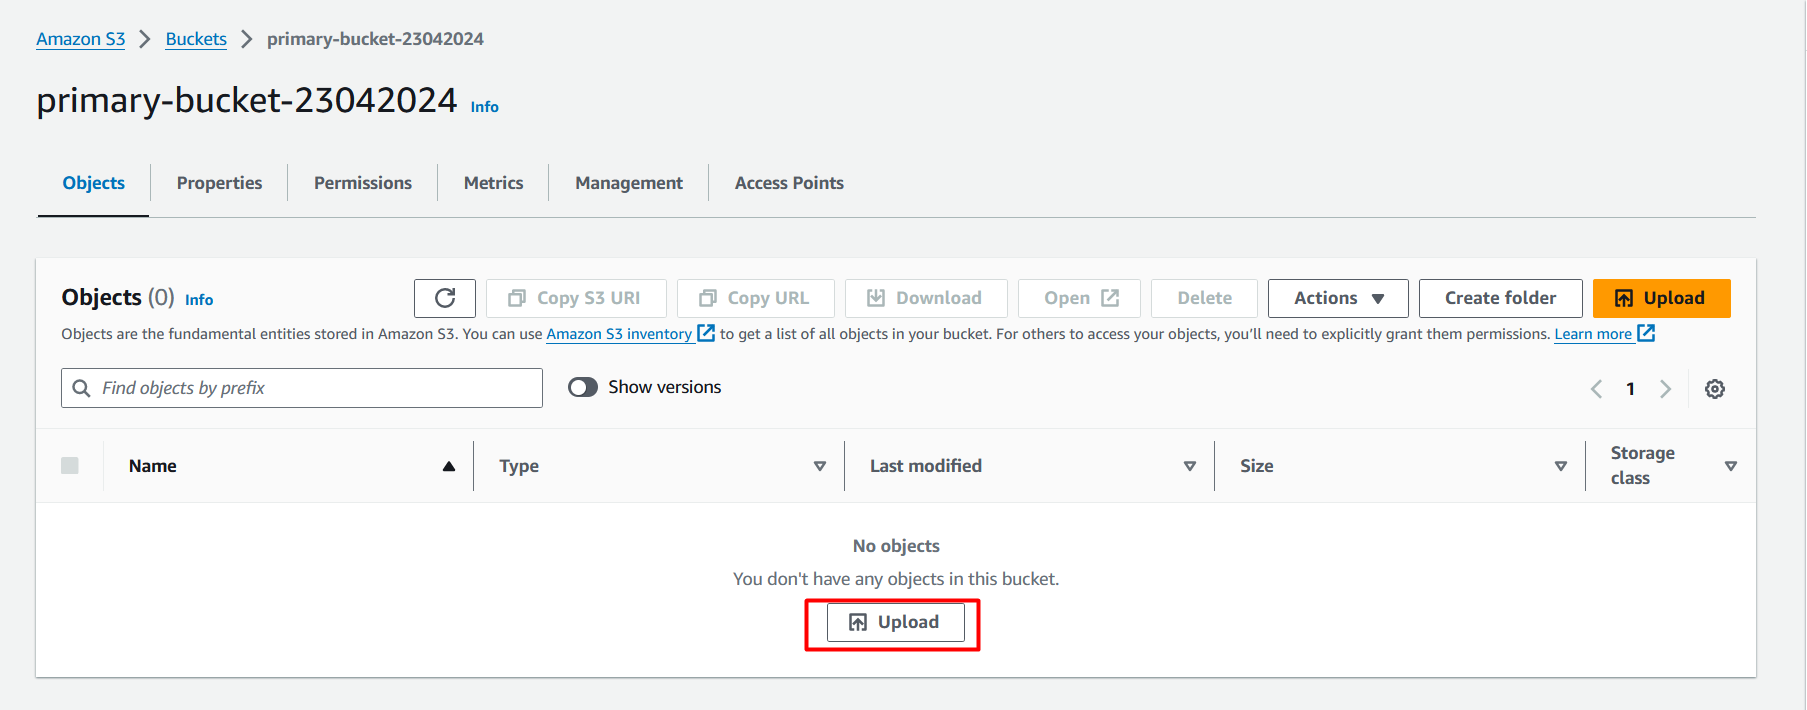 Amazon S3 > Buckets > primary-bucket-23042024
primary-bucket-23042024 Info
Objects Properties Permissions Metrics Management Access Points
Objects (0) Info Copy S3 URI Copy URL Download Open Delete Actions Create folder Upload
Objects are the fundamental entities stored in Amazon S3. You can use Amazon S3 inventory to get a list of all objects in your bucket. For others to access your objects, you’ll need to explicitly grant them permissions. Learn more
Find objects by prefix Show versions 1
Name Type Last modified Size Storage class
No objects
You don't have any objects in this bucket.
Upload